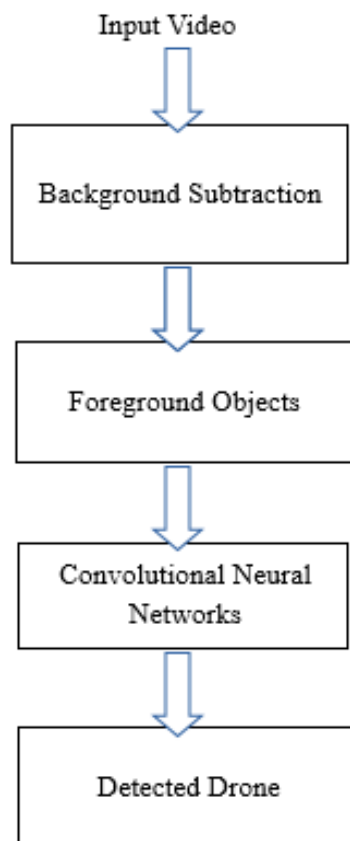 Input Video
Background Subtraction
Foreground Objects
Convolutional Neural
Networks
Detected Drone